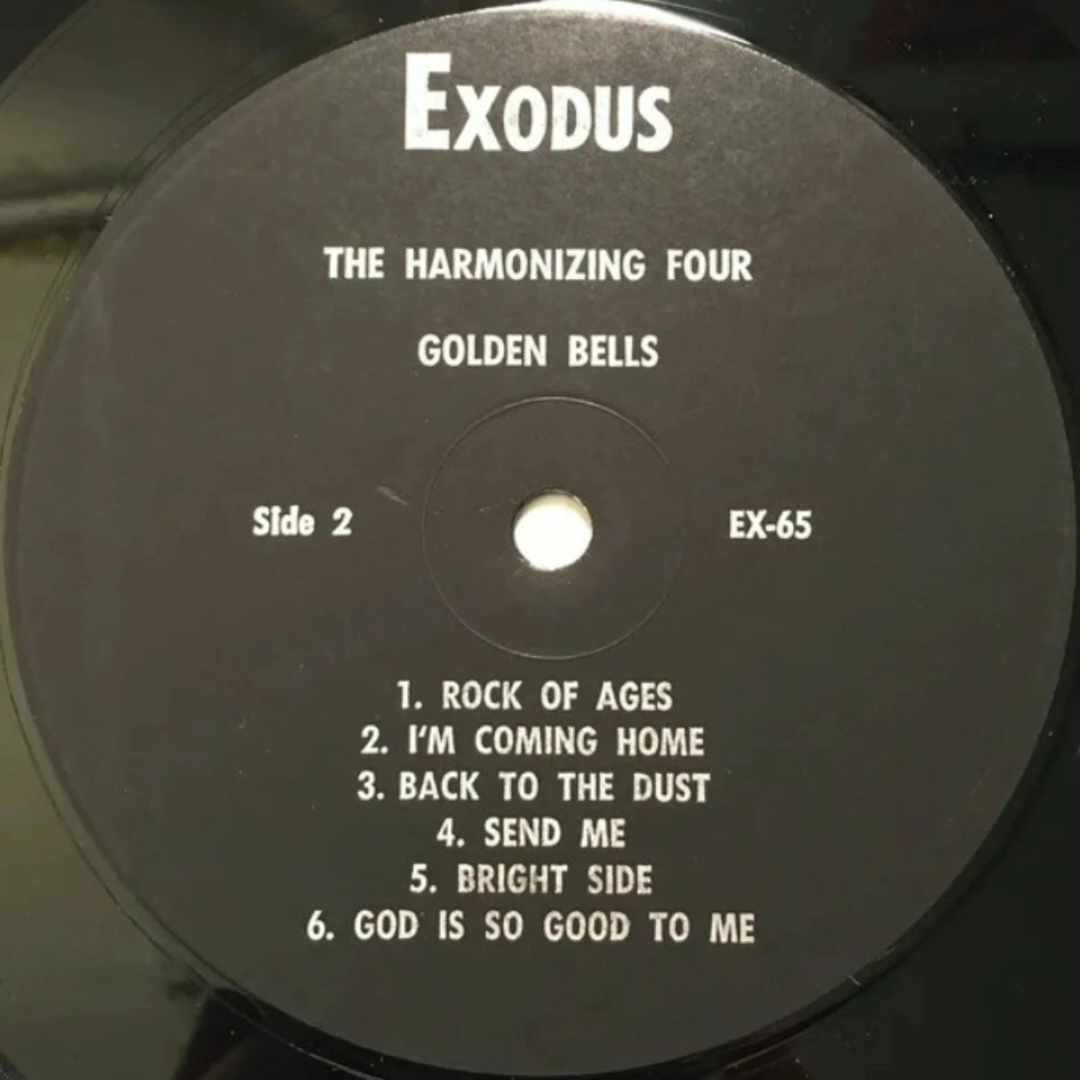 EXODUS
THE HARMONIZING FOUR
GOLDEN BELLS
Side 2 EX-65
1. ROCK OF AGES
2. I'M COMING HOME
3. BACK TO THE DUST
4. SEND ME
5. BRIGHT SIDE
6. GOD IS SO GOOD TO ME